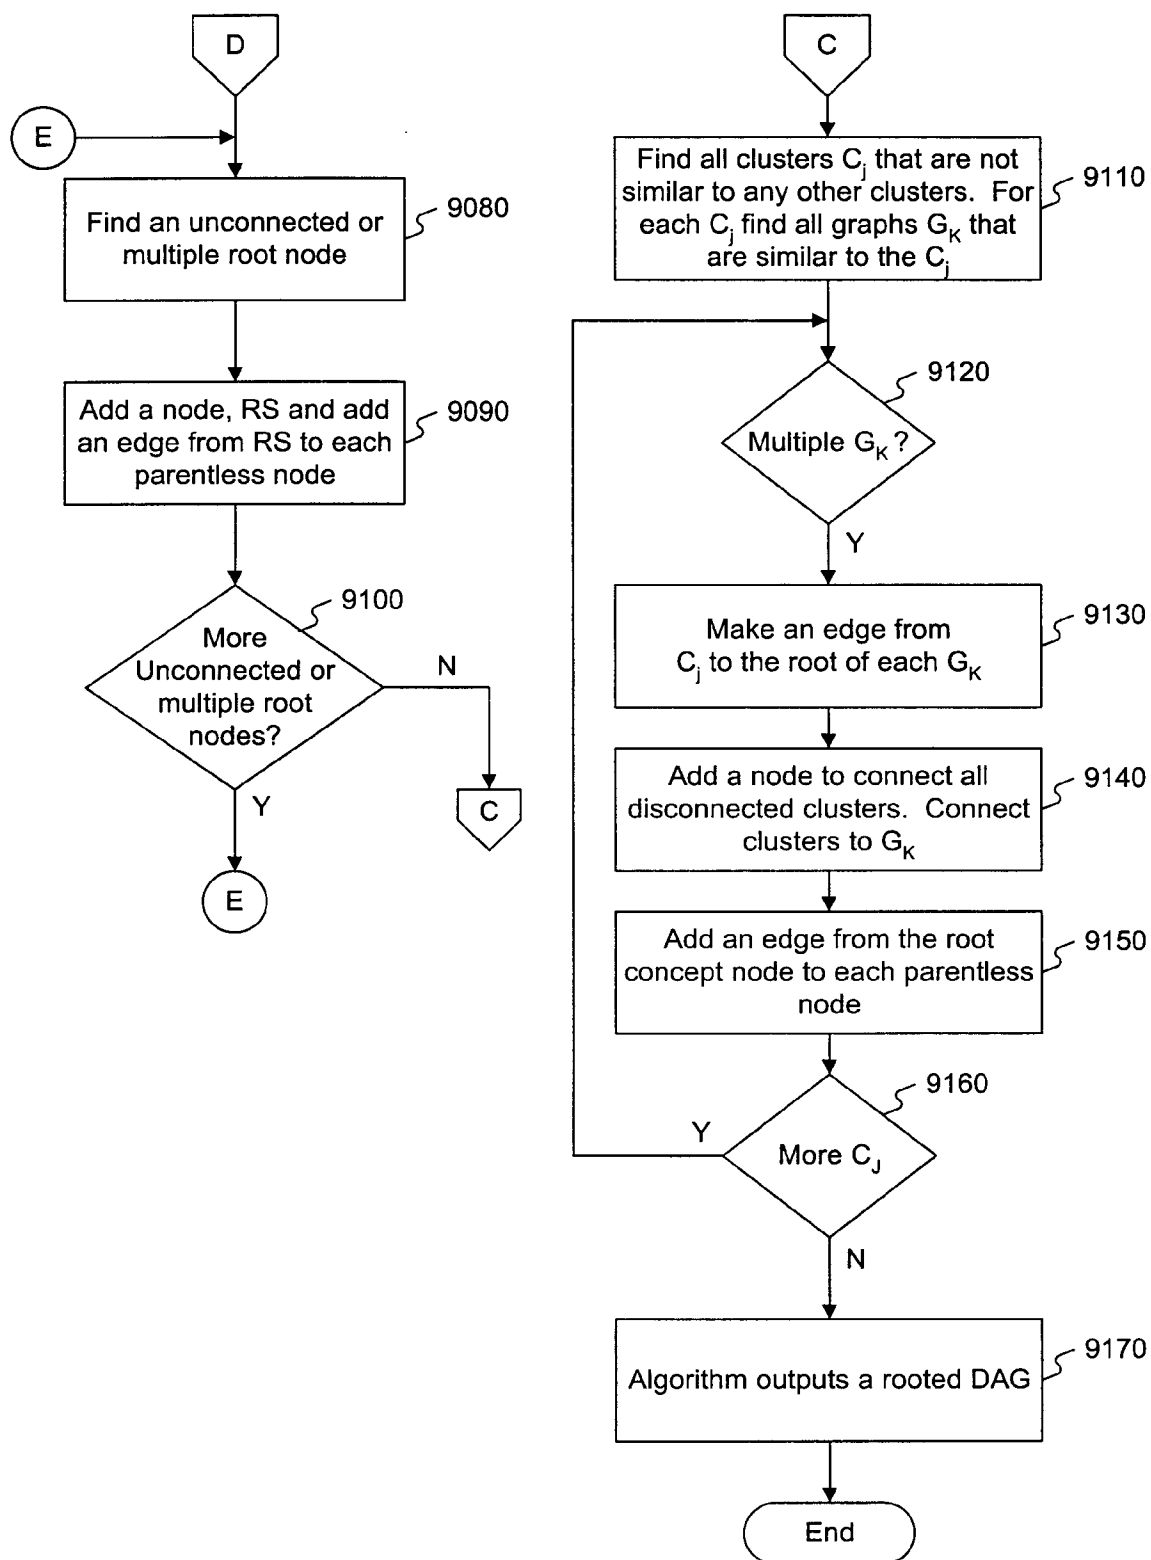 D
E
Find an unconnected or
multiple root node
9080
Add a node, RS and add
an edge from RS to each
parentless node
9090
More
Unconnected or
multiple root
nodes?
9100
N
C
Y
E
C
Find all clusters Cj that are not
similar to any other clusters. For
each Cj find all graphs GK that
are similar to the Cj
9110
Multiple GK?
9120
Y
Make an edge from
Cj to the root of each GK
9130
Add a node to connect all
disconnected clusters. Connect
clusters to GK
9140
Add an edge from the root
concept node to each parentless
node
9150
More CJ
9160
Y
N
Algorithm outputs a rooted DAG
9170
End